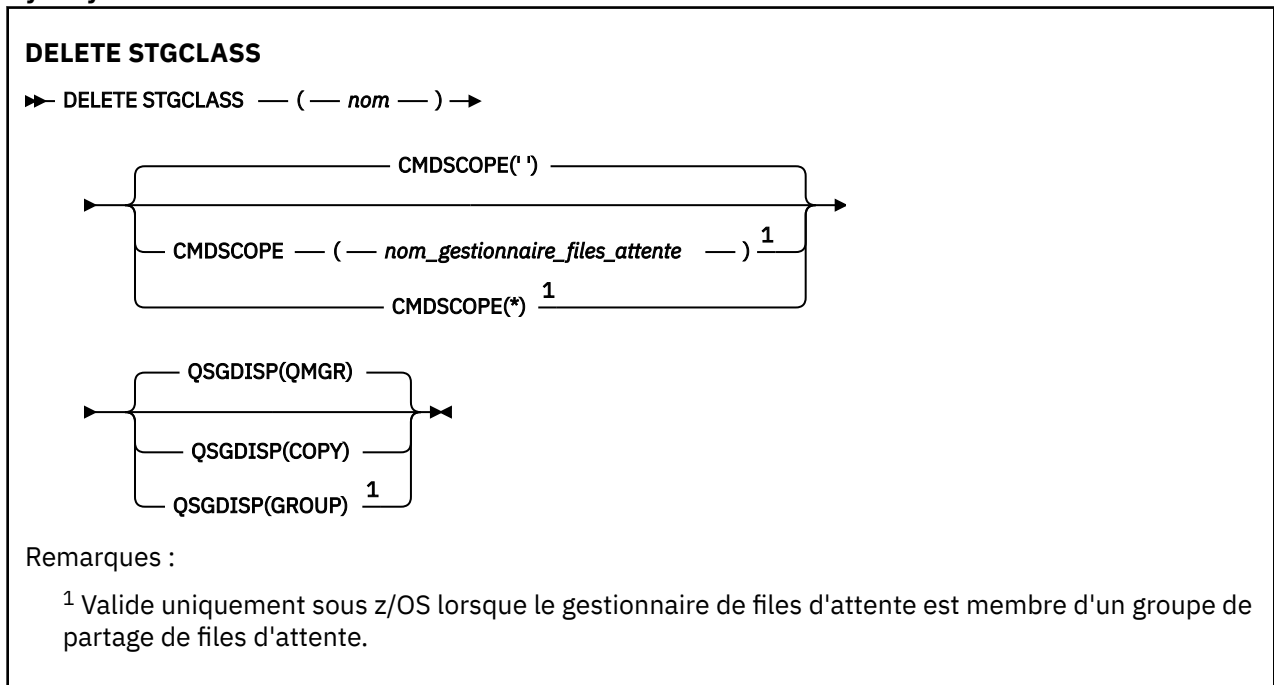 DELETE STGCLASS
DELETE STGCLASS ( nom )
CMDSCOPE(' ')
CMDSCOPE ( nom_gestionnaire_files_attente ) 1
CMDSCOPE(*) 1
QSGDISP(QMGR)
QSGDISP(COPY)
QSGDISP(GROUP) 1
Remarques :
1 Valide uniquement sous z/OS lorsque le gestionnaire de files d'attente est membre d'un groupe de
partage de files d'attente.